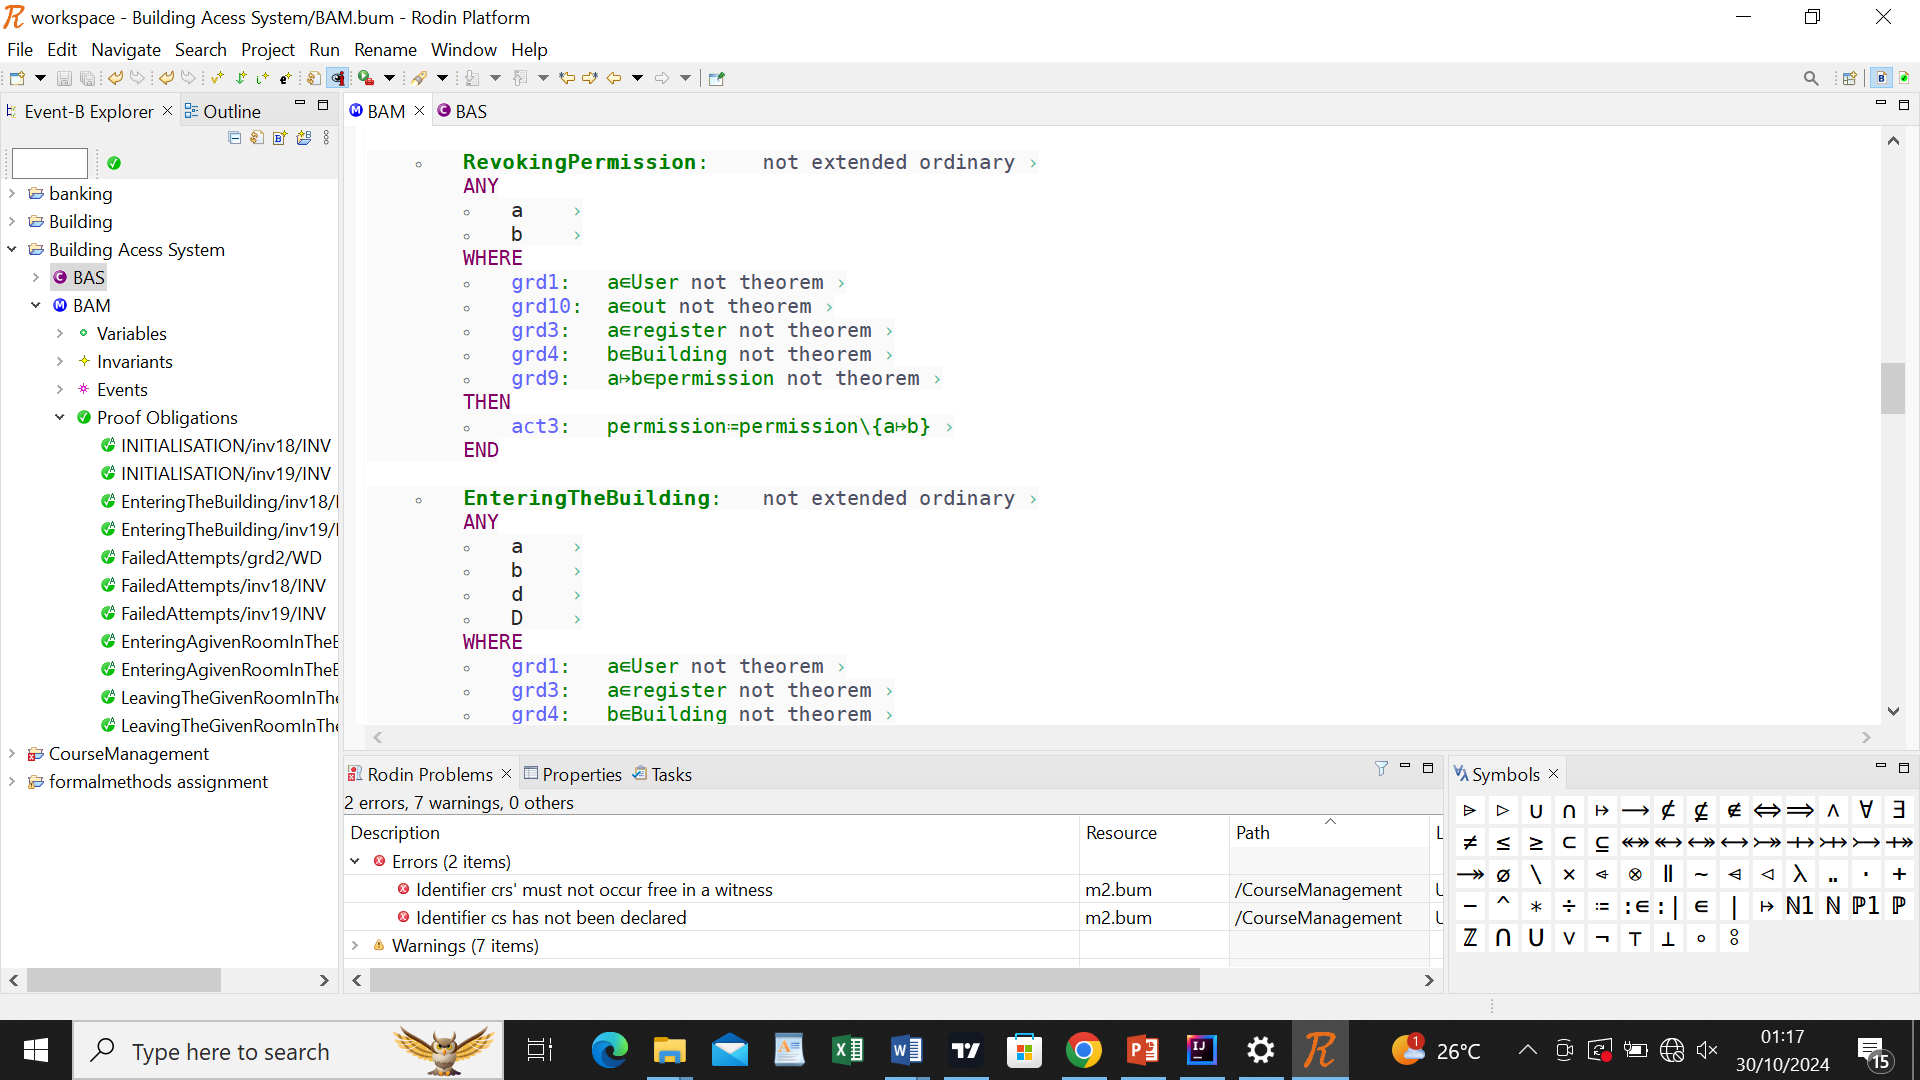 workspace - Building Acess System/BAM.bum - Rodin Platform
File Edit Navigate Search Project Run Rename Window Help
Event-B Explorer Outline
banking
Building
Building Acess System
BAS
BAM
Variables
Invariants
Events
Proof Obligations
INITIALISATION/inv18/INV
INITIALISATION/inv19/INV
EnteringTheBuilding/inv18/
EnteringTheBuilding/inv19/
FailedAttempts/grd2/WD
FailedAttempts/inv18/INV
FailedAttempts/inv19/INV
EnteringAgivenRoomInThe
EnteringAgivenRoomInThe
LeavingTheGivenRoomInThe
LeavingTheGivenRoomInThe
CourseManagement
formalmethods assignment
BAM BAS
RevokingPermission: not extended ordinary ›
ANY
a ›
b ›
WHERE
grd1: a∈User not theorem ›
grd10: a∈out not theorem ›
grd3: a∈register not theorem ›
grd4: b∈Building not theorem ›
grd9: a↦b∈permission not theorem ›
THEN
act3: permission≔permission\{a↦b} ›
END
EnteringTheBuilding: not extended ordinary ›
ANY
a ›
b ›
d ›
D ›
WHERE
grd1: a∈User not theorem ›
grd3: a∈register not theorem ›
grd4: b∈Building not theorem ›
Rodin Problems Properties Tasks
2 errors, 7 warnings, 0 others
Description Resource Path L
Errors (2 items)
Identifier crs' must not occur free in a witness m2.bum /CourseManagement
Identifier cs has not been declared m2.bum /CourseManagement
Warnings (7 items)
Symbols
⩥ ▷ ∪ ∩ ↦ ⟶ ⊄ ⊈ ∉ ⇔ ⇒ ∧ ∀ ∃
≠ ≤ ≥ ⊂ ⊆ ↔ ⤖ ⇸ ⤔ ↣ ⤀ ↠
∅ \ × ⊗ ∥ ∼ ⩤ ◁ λ ‥ · +
− ^ ∗ ÷ ≔ :∈ :∣ ∈ ∣ ↦ ℕ1 ℕ ℙ1 ℙ
ℤ ⋂ ⋃ ∨ ¬ ⊤ ⊥ ∘
Type here to search
1
26°C
01:17
30/10/2024
15